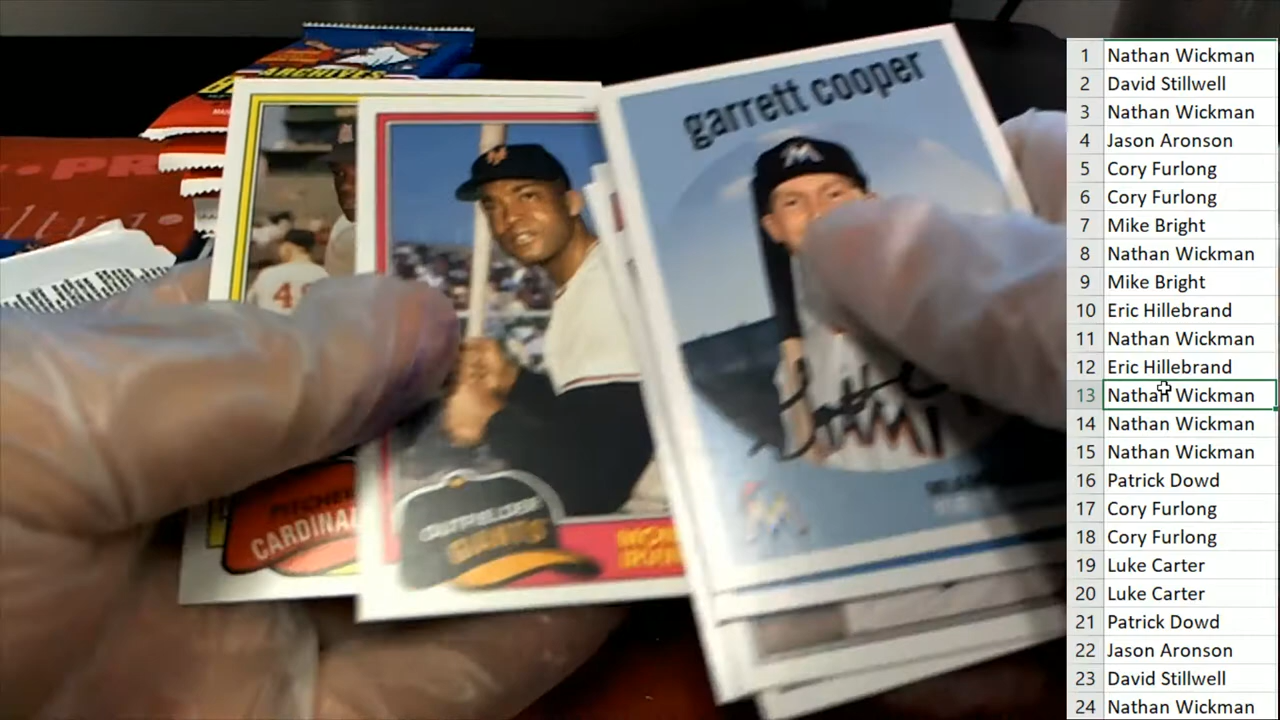 ARCHIVES
garrett cooper
PITCHER
CARDINAL
OUTFIELDER
GIANTS
1 Nathan Wickman
2 David Stillwell
3 Nathan Wickman
4 Jason Aronson
5 Cory Furlong
6 Cory Furlong
7 Mike Bright
8 Nathan Wickman
9 Mike Bright
10 Eric Hillebrand
11 Nathan Wickman
12 Eric Hillebrand
13 Nathan Wickman
14 Nathan Wickman
15 Nathan Wickman
16 Patrick Dowd
17 Cory Furlong
18 Cory Furlong
19 Luke Carter
20 Luke Carter
21 Patrick Dowd
22 Jason Aronson
23 David Stillwell
24 Nathan Wickman